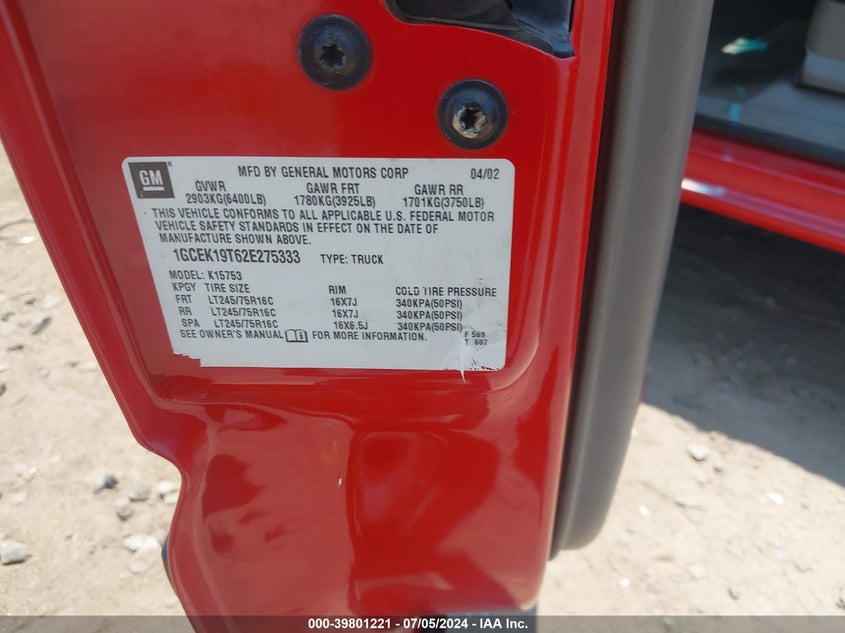 GM
MFD BY GENERAL MOTORS CORP 04/02
GVWR GAWR FRT GAWR RR
2903KG(6400LB) 1780KG(3925LB) 1701KG(3750LB)
THIS VEHICLE CONFORMS TO ALL APPLICABLE U.S. FEDERAL MOTOR
VEHICLE SAFETY STANDARDS IN EFFECT ON THE DATE OF
MANUFACTURE SHOWN ABOVE.
1GCEK19T62E275333 TYPE: TRUCK
MODEL: K15753
KPGY TIRE SIZE RIM COLD TIRE PRESSURE
FRT LT245/75R16C 16X7J 340KPA(50PSI)
RR LT245/75R16C 16X7J 340KPA(50PSI)
SPA LT245/75R16C 16X6.5J 340KPA(50PSI)
SEE OWNER'S MANUAL FOR MORE INFORMATION. F 569
T 607
000-39801221 - 07/05/2024 - IAA Inc.